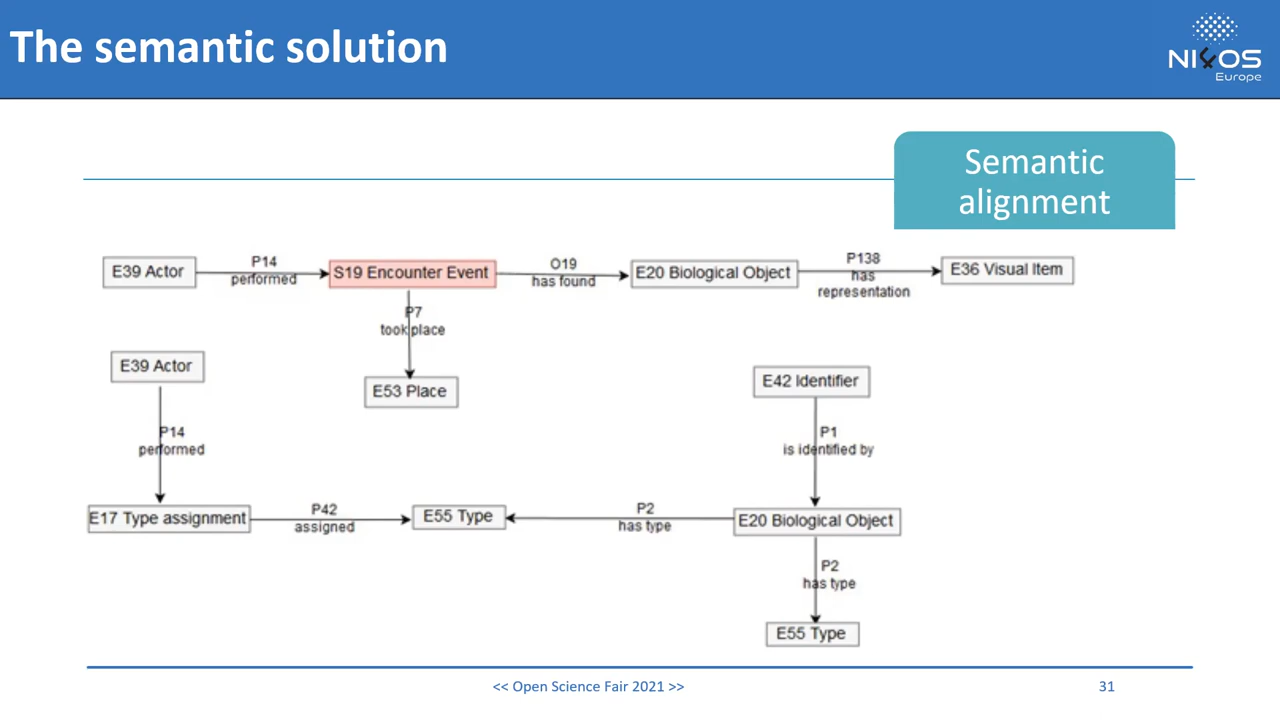 The semantic solution
NI4OS
Europe
Semantic
alignment
E39 Actor
P14
performed
S19 Encounter Event
O19
has found
E20 Biological Object
P138
has
representation
E36 Visual Item
P7
took place
E53 Place
E39 Actor
P14
performed
E17 Type assignment
P42
assigned
E55 Type
P2
has type
E42 Identifier
P1
is identified by
E20 Biological Object
P2
has type
E55 Type
<< Open Science Fair 2021 >>
31